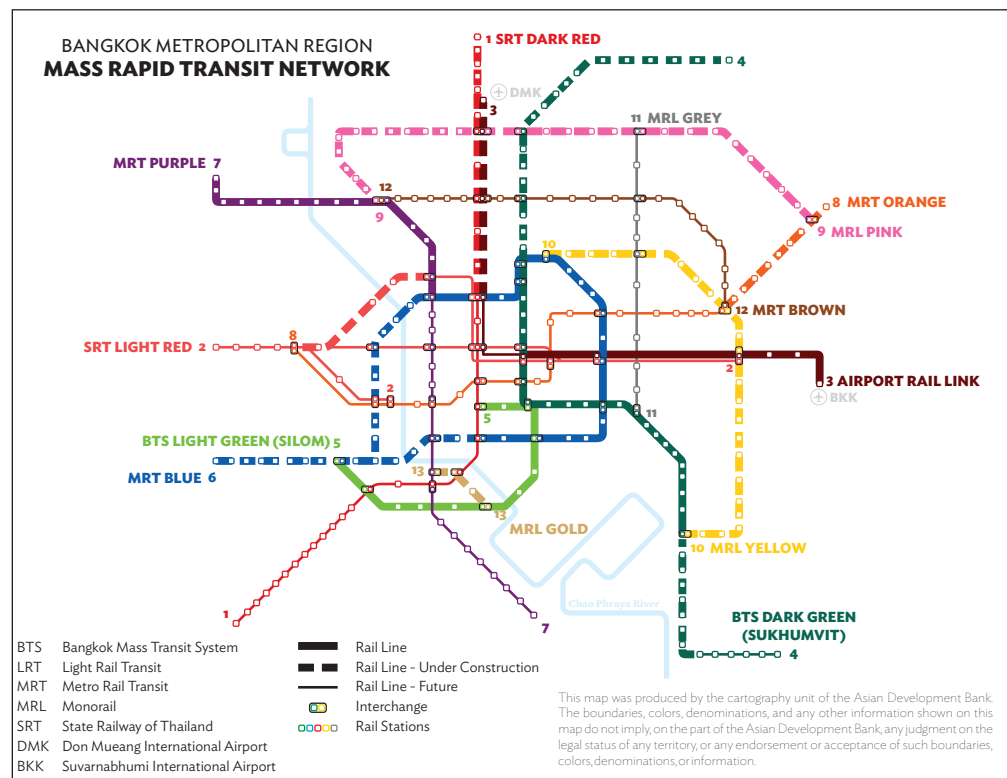 BANGKOK METROPOLITAN REGION
MASS RAPID TRANSIT NETWORK
1 SRT DARK RED
4
DMK
3
11 MRL GREY
MRT PURPLE 7
12
9
8 MRT ORANGE
9 MRL PINK
10
12 MRT BROWN
8
SRT LIGHT RED 2
2
2
3 AIRPORT RAIL LINK
BKK
5
11
BTS LIGHT GREEN (SILOM) 5
MRT BLUE 6
13
13
MRL GOLD
10 MRL YELLOW
Chao Phraya River
1
7
BTS DARK GREEN
(SUKHUMVIT)
4
BTS Bangkok Mass Transit System
LRT Light Rail Transit
MRT Metro Rail Transit
MRL Monorail
SRT State Railway of Thailand
DMK Don Mueang International Airport
BKK Suvarnabhumi International Airport
Rail Line
Rail Line - Under Construction
Rail Line - Future
Interchange
Rail Stations
This map was produced by the cartography unit of the Asian Development Bank.
The boundaries, colors, denominations, and any other information shown on this
map do not imply, on the part of the Asian Development Bank, any judgment on the
legal status of any territory, or any endorsement or acceptance of such boundaries,
colors, denominations, or information.